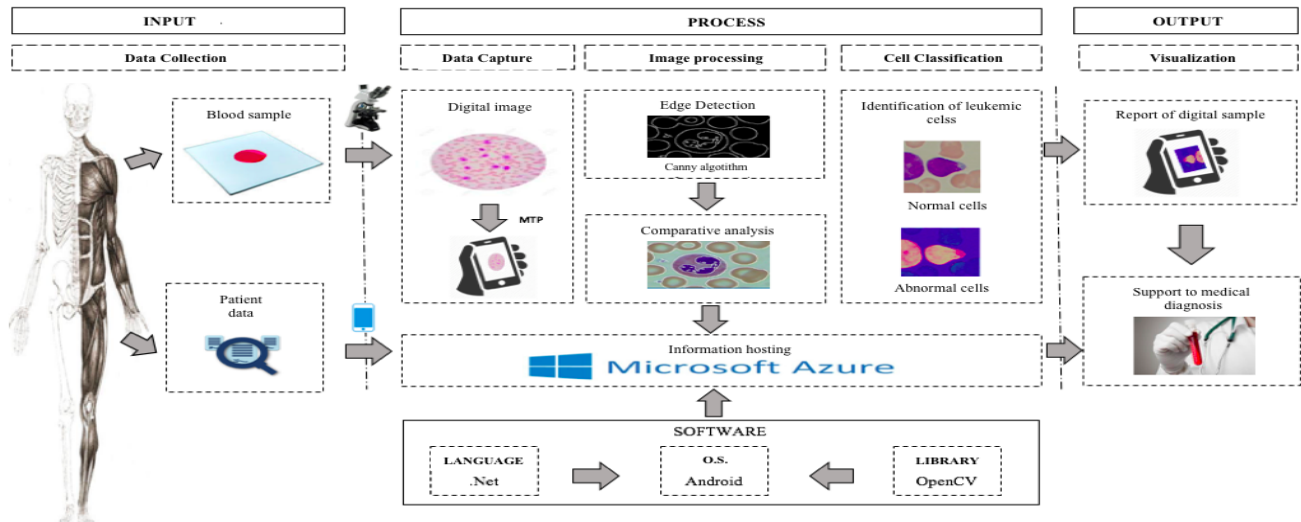 INPUT
PROCESS
OUTPUT
Data Collection
Data Capture
Image processing
Cell Classification
Visualization
Blood sample
Digital image
MTP
Edge Detection
Canny algotithm
Comparative analysis
Identification of leukemic
celss
Normal cells
Abnormal cells
Report of digital sample
Patient
data
Information hosting
Microsoft Azure
Support to medical
diagnosis
SOFTWARE
LANGUAGE
.Net
O.S.
Android
LIBRARY
OpenCV